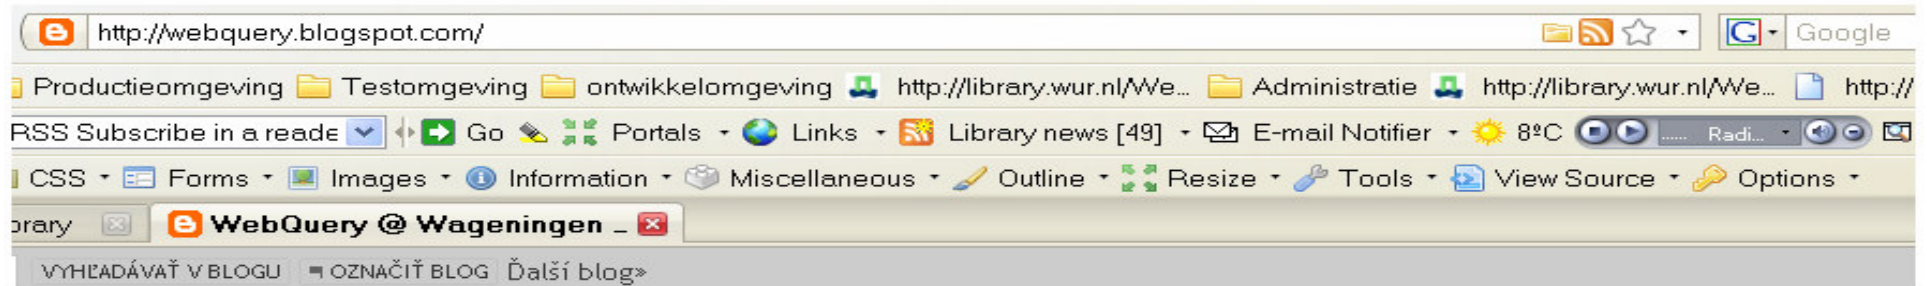 http://webquery.blogspot.com/ G Google
Productieomgeving Testomgeving ontwikkelomgeving http://library.wur.nl/We... Administratie http://library.wur.nl/We... http://
RSS Subscribe in a reade Go Portals Links Library news [49] E-mail Notifier 8ºC ..... Radi...
CSS Forms Images Information Miscellaneous Outline Resize Tools View Source Options
WebQuery @ Wageningen _
VYHĽADÁVAŤ V BLOGU OZNAČIŤ BLOG Ďalší blog»